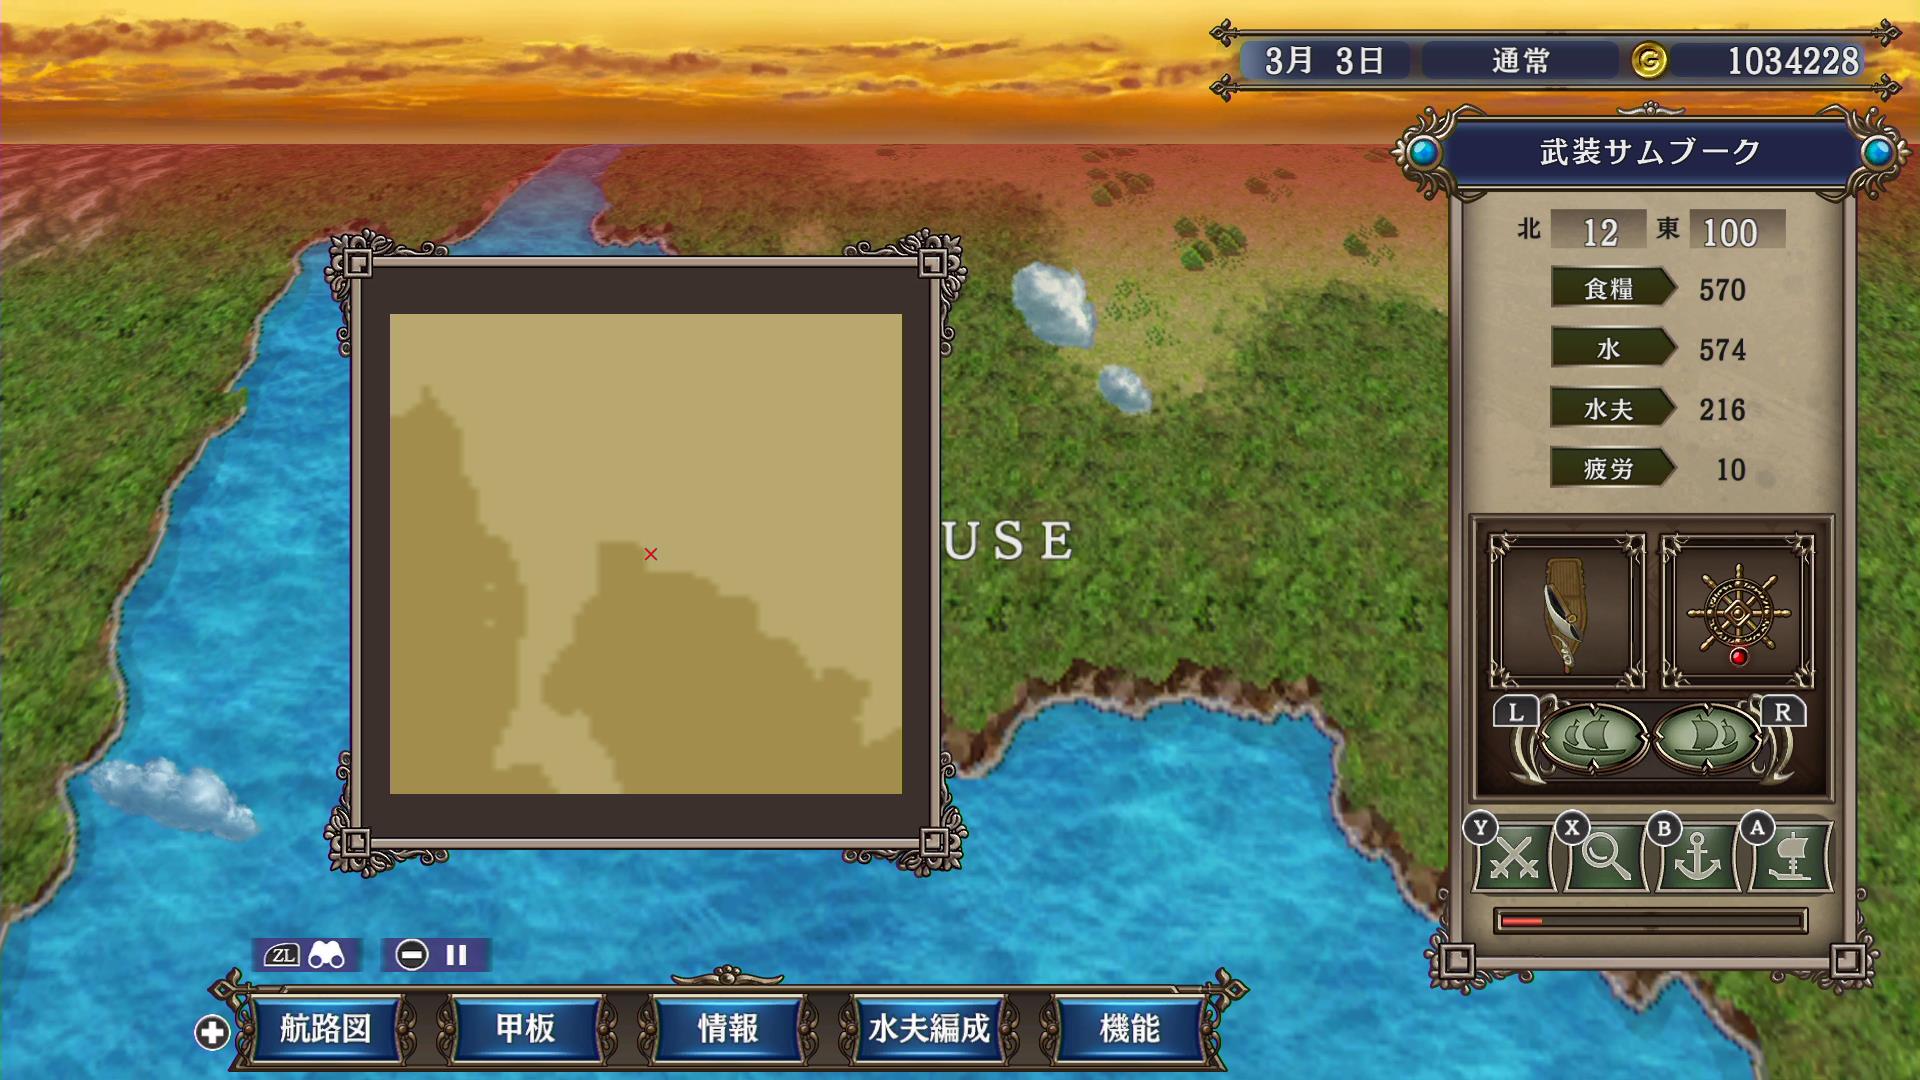 3月 3日 通常 G 1034228
武装サムブーク
北 12 東 100
食糧 570
水 574
水夫 216
疲労 10
USE
L R
Y X B A
ZL
航路図 甲板 情報 水夫編成 機能